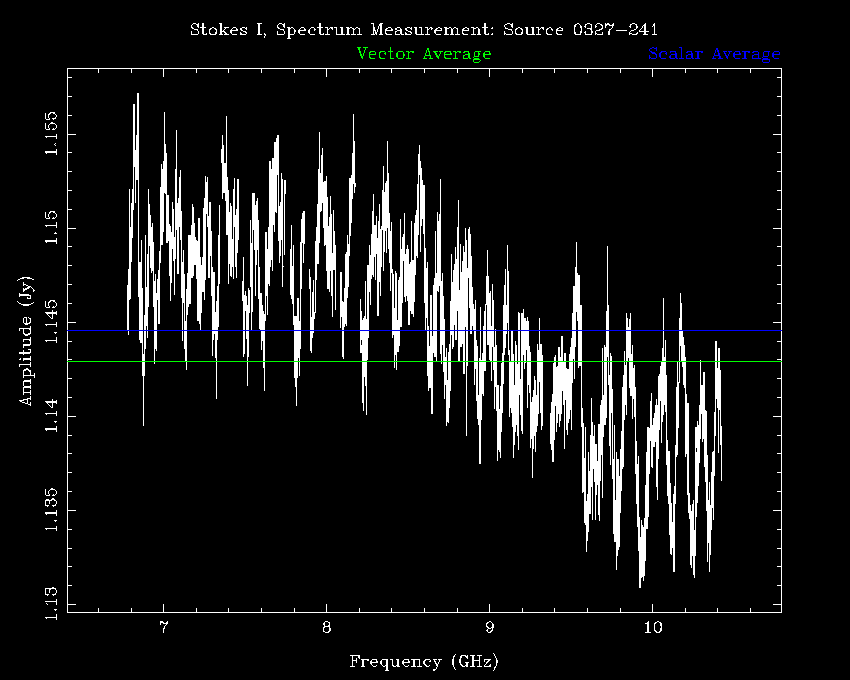 Stokes I, Spectrum Measurement: Source 0327-241
Vector Average Scalar Average
Amplitude (Jy)
1.155
1.15
1.145
1.14
1.135
1.13
7 8 9 10
Frequency (GHz)